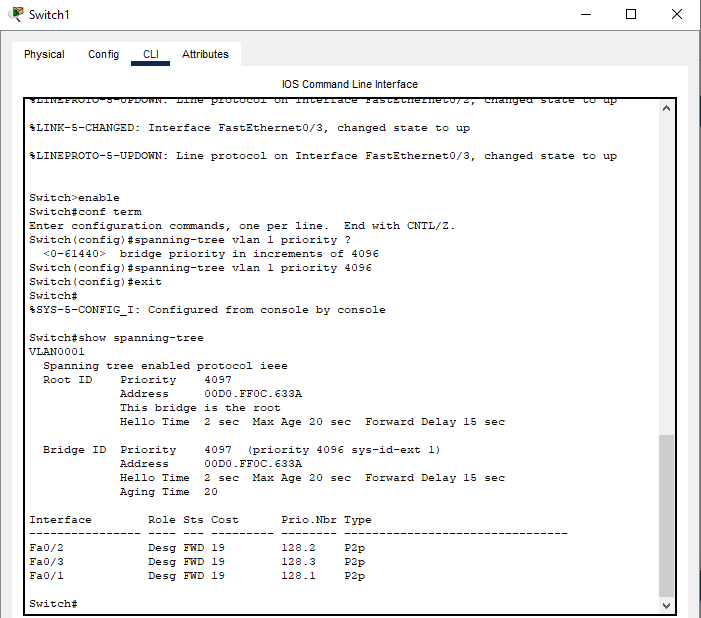 Switch1
Physical Config CLI Attributes
IOS Command Line Interface
%LINEPROTO-5-UPDOWN: Line protocol on Interface FastEthernet0/2, changed state to up
%LINK-5-CHANGED: Interface FastEthernet0/3, changed state to up
%LINEPROTO-5-UPDOWN: Line protocol on Interface FastEthernet0/3, changed state to up
Switch>enable
Switch#conf term
Enter configuration commands, one per line.  End with CNTL/Z.
Switch(config)#spanning-tree vlan 1 priority ?
  <0-61440>  bridge priority in increments of 4096
Switch(config)#spanning-tree vlan 1 priority 4096
Switch(config)#exit
Switch#
%SYS-5-CONFIG_I: Configured from console by console
Switch#show spanning-tree
VLAN0001
  Spanning tree enabled protocol ieee
  Root ID    Priority    4097
             Address     00D0.FF0C.633A
             This bridge is the root
             Hello Time  2 sec  Max Age 20 sec  Forward Delay 15 sec
  Bridge ID  Priority    4097  (priority 4096 sys-id-ext 1)
             Address     00D0.FF0C.633A
             Hello Time  2 sec  Max Age 20 sec  Forward Delay 15 sec
             Aging Time  20
Interface        Role Sts Cost      Prio.Nbr Type
---------------- ---- --- --------- -------- --------------------------------
Fa0/2            Desg FWD 19        128.2    P2p
Fa0/3            Desg FWD 19        128.3    P2p
Fa0/1            Desg FWD 19        128.1    P2p
Switch#